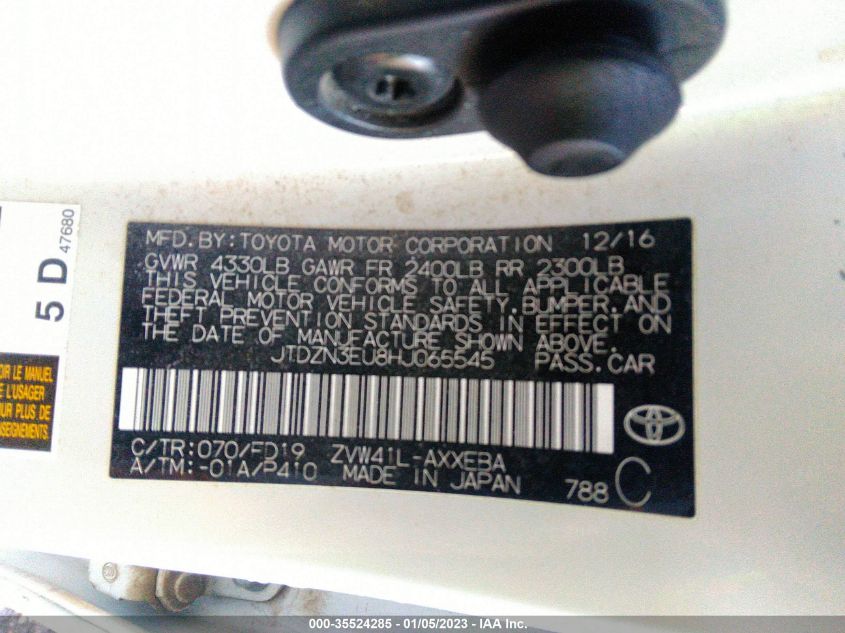 5 D
47680
MFD.BY:TOYOTA MOTOR CORPORATION 12/16
GVWR 4330LB GAWR FR 2400LB RR 2300LB
THIS VEHICLE CONFORMS TO ALL APPLICABLE
FEDERAL MOTOR VEHICLE SAFETY,BUMPER,AND
THEFT PREVENTION STANDARDS IN EFFECT ON
THE DATE OF MANUFACTURE SHOWN ABOVE.
JTDZN3EU8HJ065545 PASS.CAR
C/TR:070/FD19 ZVW41L-AXXEBA
A/TM:-01A/P410 MADE IN JAPAN
788 C
IR LE MANUEL
L'USAGER
UR PLUS DE
NSEIGNEMENTS.
000-35524285 - 01/05/2023 - IAA Inc.